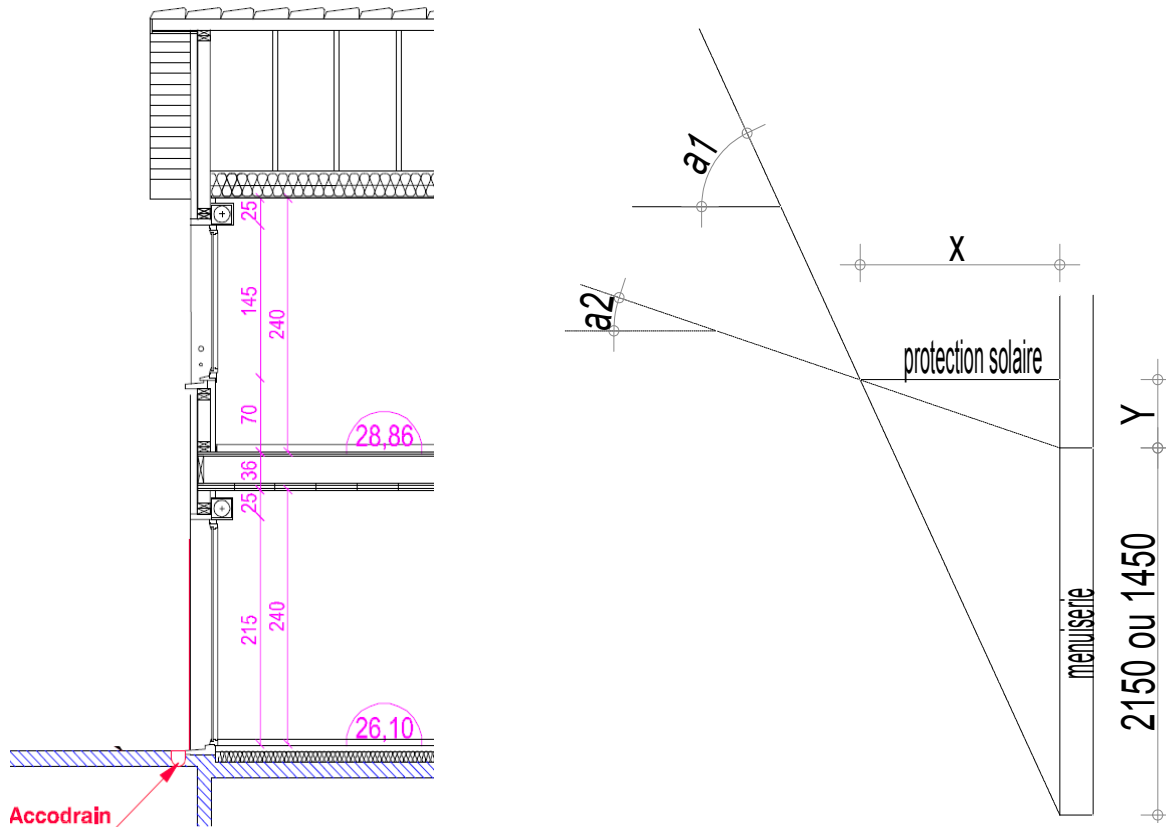 25
145
240
70
28,86
36
25
215
240
26,10
Accodrain
a1
a2
x
protection solaire
Y
menuiserie
2150 ou 1450